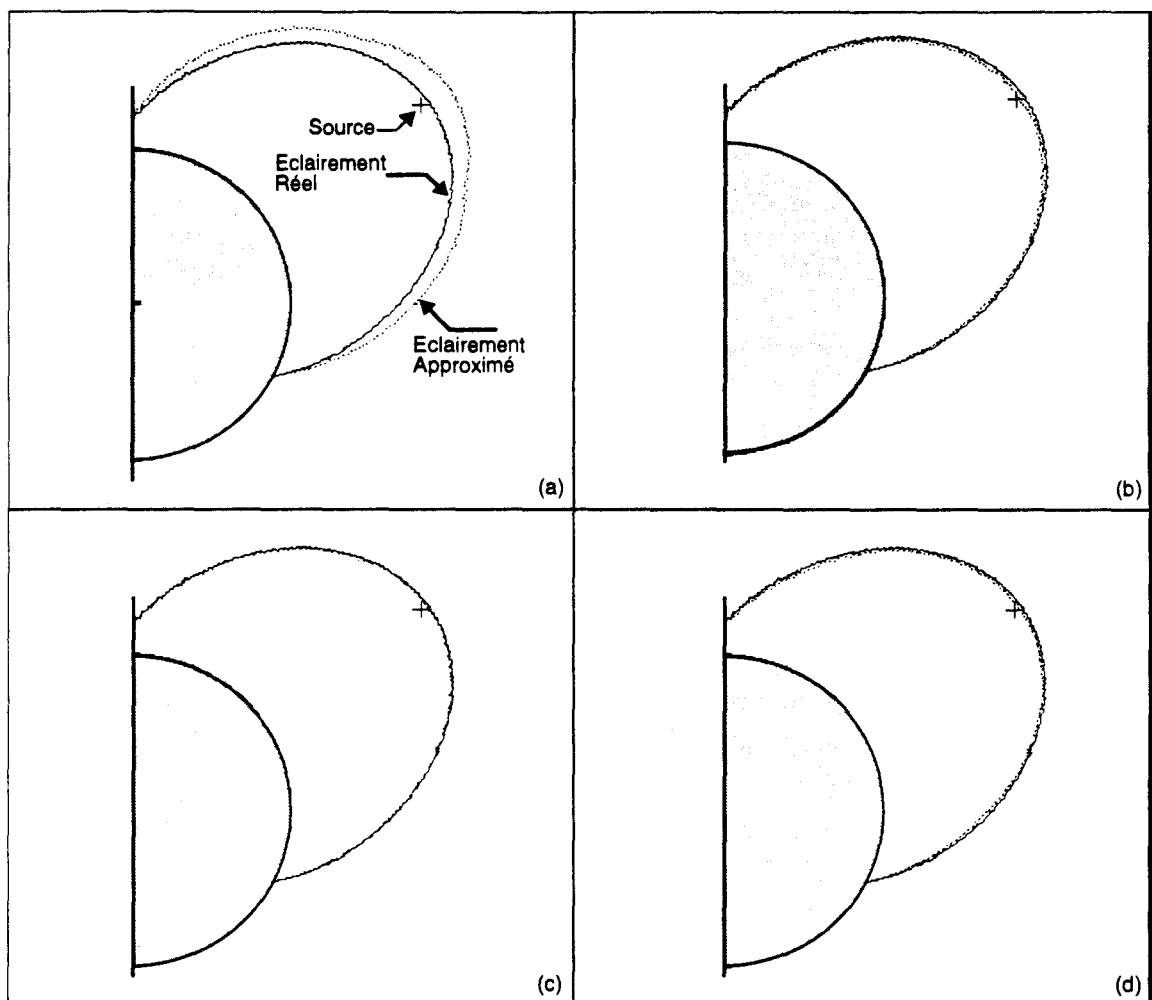 Source
Eclairement
Réel
Eclairement
Approximé
(a)
(b)
(c)
(d)